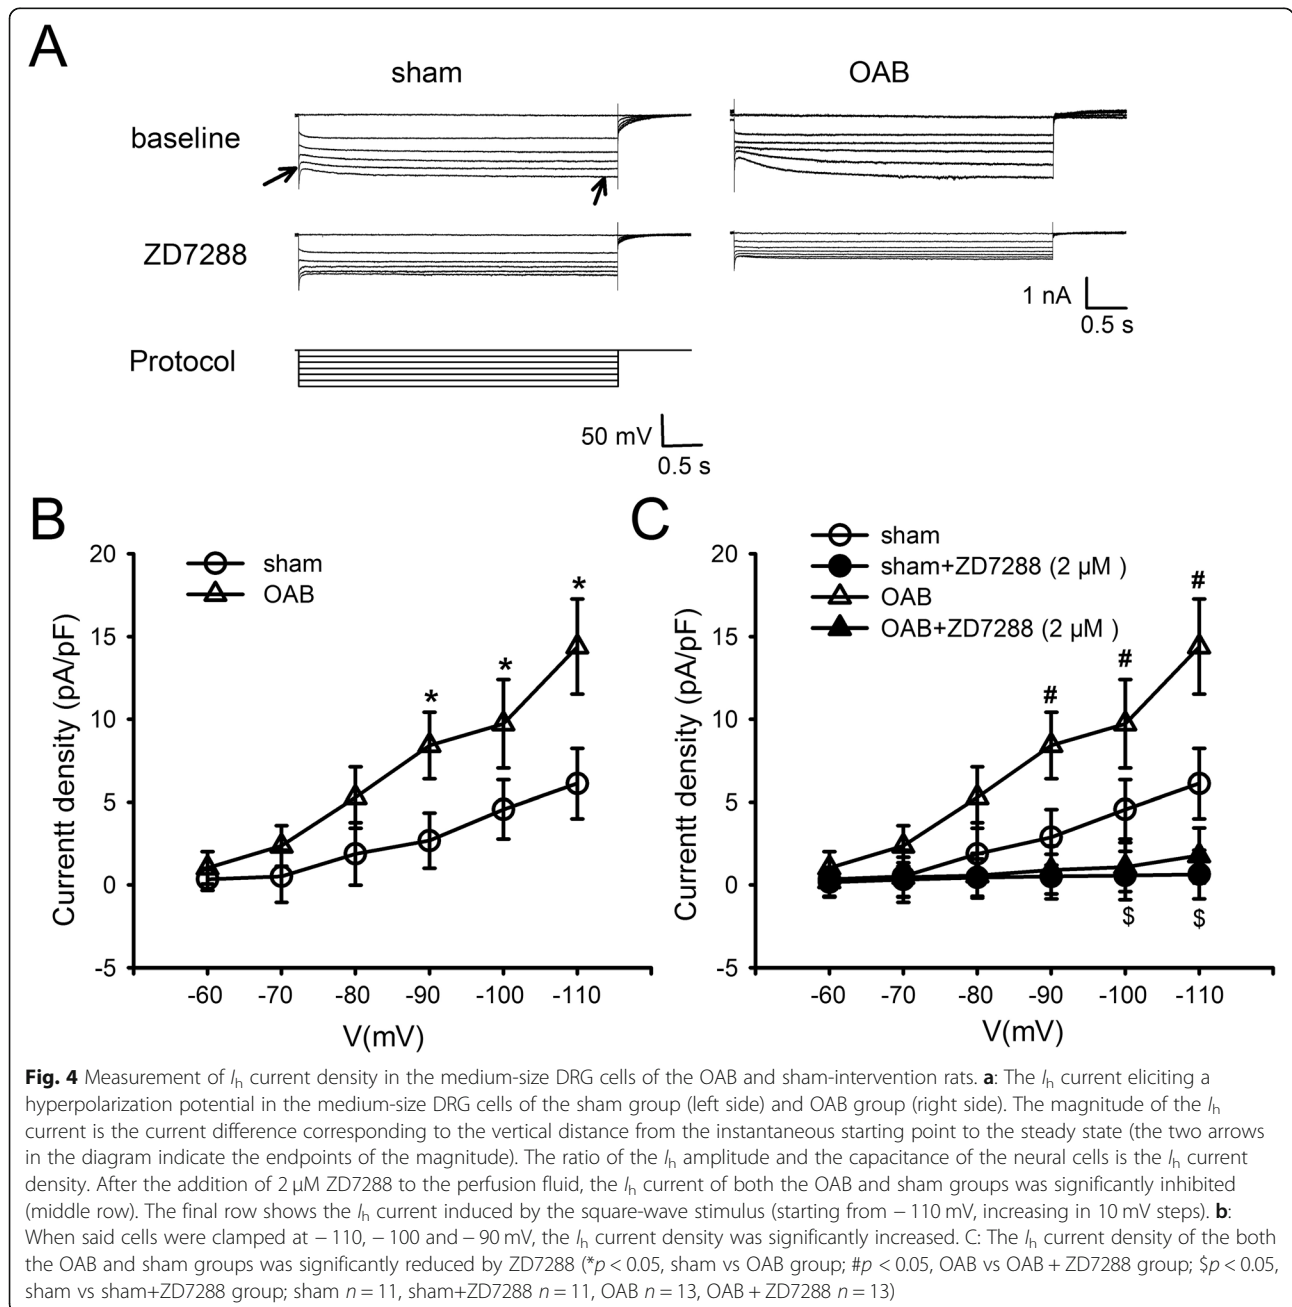 A
sham
OAB
baseline
ZD7288
1 nA
0.5 s
Protocol
50 mV
0.5 s
B
sham
OAB
* * *
20
15
10
5
0
-5
Currentt density (pA/pF)
-60 -70 -80 -90 -100 -110
V(mV)
C
sham
sham+ZD7288 (2 µM )
OAB
OAB+ZD7288 (2 µM )
# # #
$ $
20
15
10
5
0
-5
Currentt density (pA/pF)
-60 -70 -80 -90 -100 -110
V(mV)
Fig. 4 Measurement of Ih current density in the medium-size DRG cells of the OAB and sham-intervention rats. a: The Ih current eliciting a
hyperpolarization potential in the medium-size DRG cells of the sham group (left side) and OAB group (right side). The magnitude of the Ih
current is the current difference corresponding to the vertical distance from the instantaneous starting point to the steady state (the two arrows
in the diagram indicate the endpoints of the magnitude). The ratio of the Ih amplitude and the capacitance of the neural cells is the Ih current
density. After the addition of 2 µM ZD7288 to the perfusion fluid, the Ih current of both the OAB and sham groups was significantly inhibited
(middle row). The final row shows the Ih current induced by the square-wave stimulus (starting from − 110 mV, increasing in 10 mV steps). b:
When said cells were clamped at − 110, − 100 and − 90 mV, the Ih current density was significantly increased. C: The Ih current density of the both
the OAB and sham groups was significantly reduced by ZD7288 (*p < 0.05, sham vs OAB group; #p < 0.05, OAB vs OAB + ZD7288 group; $p < 0.05,
sham vs sham+ZD7288 group; sham n = 11, sham+ZD7288 n = 11, OAB n = 13, OAB + ZD7288 n = 13)